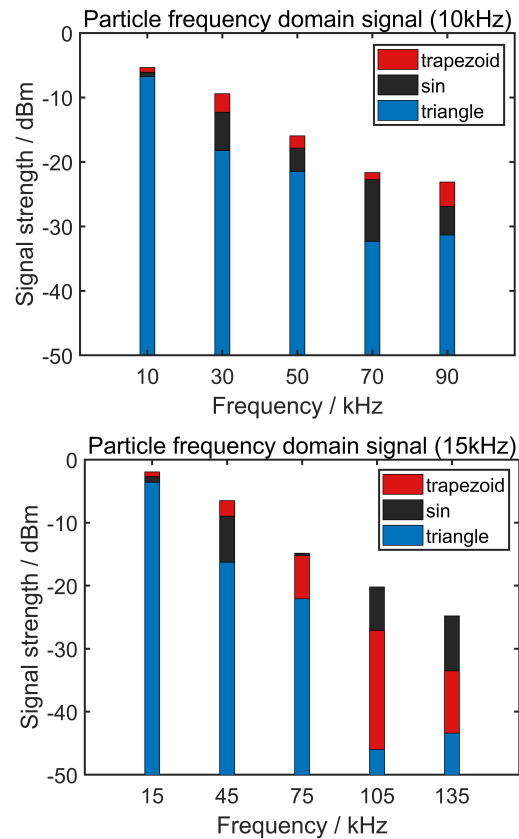 Particle frequency domain signal (10kHz)
0
-10
-20
-30
-40
-50
Signal strength / dBm
trapezoid
sin
triangle
10 30 50 70 90
Frequency / kHz
Particle frequency domain signal (15kHz)
0
-10
-20
-30
-40
-50
Signal strength / dBm
trapezoid
sin
triangle
15 45 75 105 135
Frequency / kHz